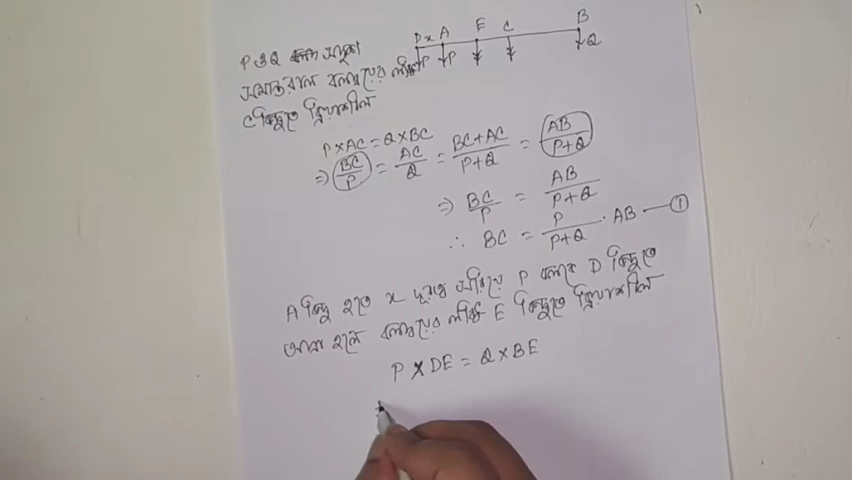 D x A E C B
P P Q
P ও Q সদৃশ
সমান্তরাল বলদ্বয়ের লব্ধি
C বিন্দুতে ক্রিয়াশীল
P × AC = Q × BC
⇒ BC/P = AC/Q = BC+AC/P+Q = AB/P+Q
⇒ BC/P = AB/P+Q
∴ BC = P/P+Q · AB — ①
A বিন্দু হতে x দূরত্বে সরিয়ে P বলকে D বিন্দুতে
আনা হলে বলদ্বয়ের লব্ধি E বিন্দুতে ক্রিয়াশীল
P × DE = Q × BE